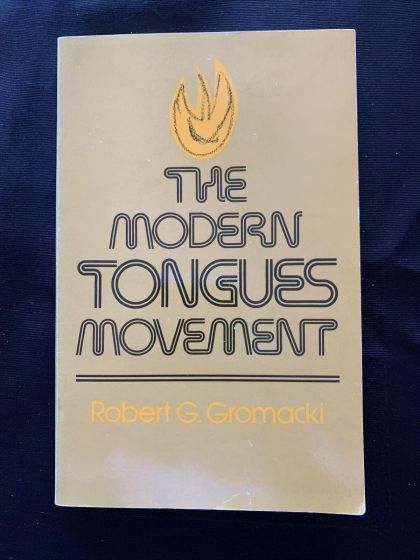 THE
MODERN
TONGUES
MOVEMENT
Robert G. Gromacki